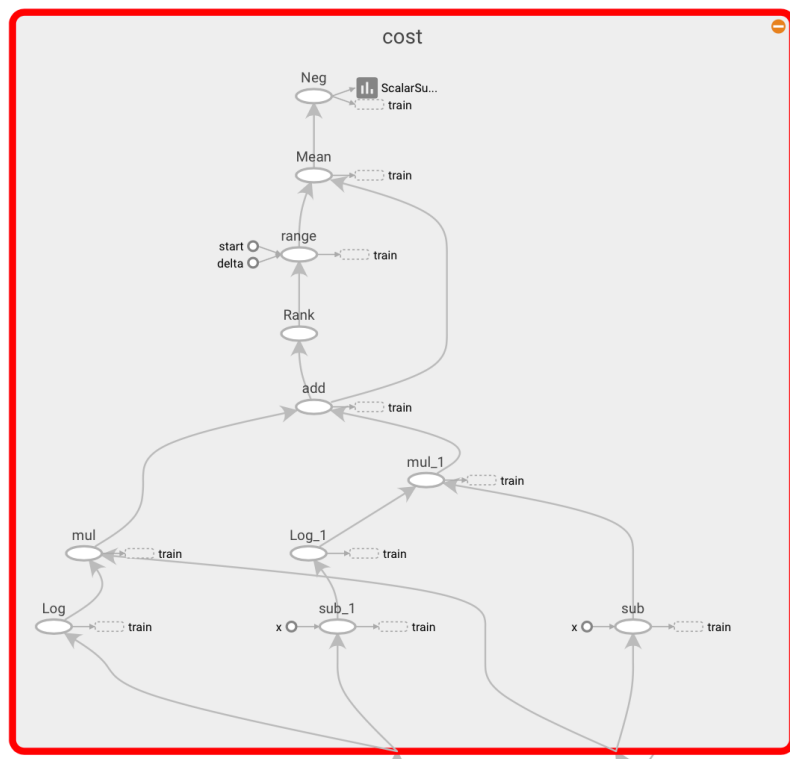 cost
Neg
ScalarSu...
train
Mean
train
range
start
delta
train
Rank
add
train
mul_1
train
mul
train
Log_1
train
Log
train
sub_1
x
train
sub
x
train